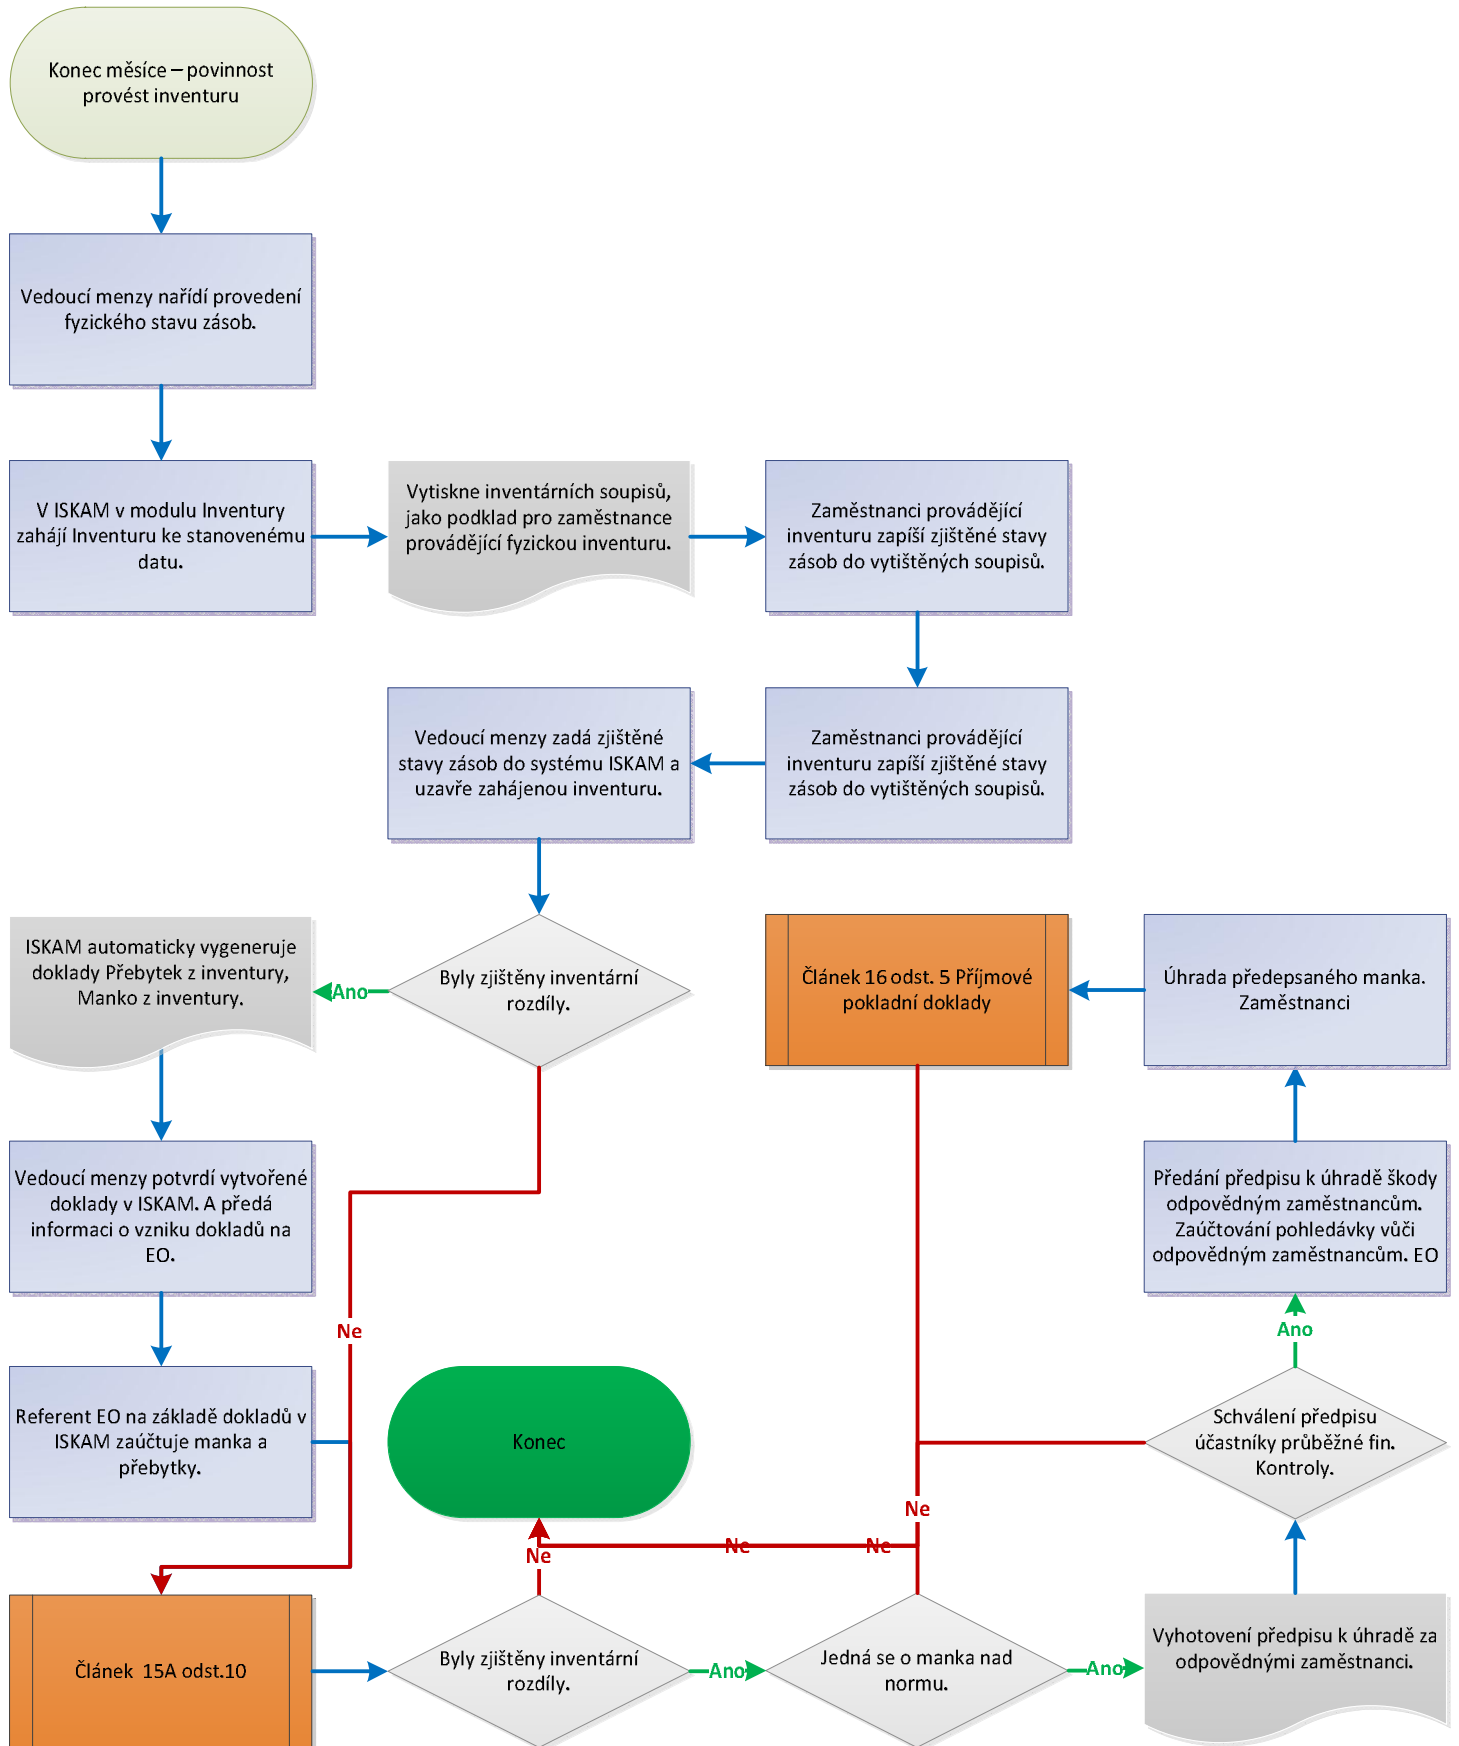 Konec měsíce – povinnost
provést inventuru
Vedoucí menzy nařídí provedení
fyzického stavu zásob.
V ISKAM v modulu Inventury
zahájí Inventuru ke stanovenému
datu.
Vytiskne inventárních soupisů,
jako podklad pro zaměstnance
provádějící fyzickou inventuru.
Zaměstnanci provádějící
inventuru zapíší zjištěné stavy
zásob do vytištěných soupisů.
Vedoucí menzy zadá zjištěné
stavy zásob do systému ISKAM a
uzavře zahájenou inventuru.
Zaměstnanci provádějící
inventuru zapíší zjištěné stavy
zásob do vytištěných soupisů.
ISKAM automaticky vygeneruje
doklady Přebytek z inventury,
Manko z inventury.
Ano
Byly zjištěny inventární
rozdíly.
Článek 16 odst. 5 Příjmové
pokladní doklady
Úhrada předepsaného manka.
Zaměstnanci
Vedoucí menzy potvrdí vytvořené
doklady v ISKAM. A předá
informaci o vzniku dokladů na
EO.
Předání předpisu k úhradě škody
odpovědným zaměstnancům.
Zaúčtování pohledávky vůči
odpovědným zaměstnancům. EO
Ne
Ano
Referent EO na základě dokladů v
ISKAM zaúčtuje manka a
přebytky.
Konec
Schválení předpisu
účastníky průběžné fin.
Kontroly.
Ne
Ne
Ne
Ne
Článek  15A odst.10
Byly zjištěny inventární
rozdíly.
Ano
Jedná se o manka nad
normu.
Ano
Vyhotovení předpisu k úhradě za
odpovědnými zaměstnanci.